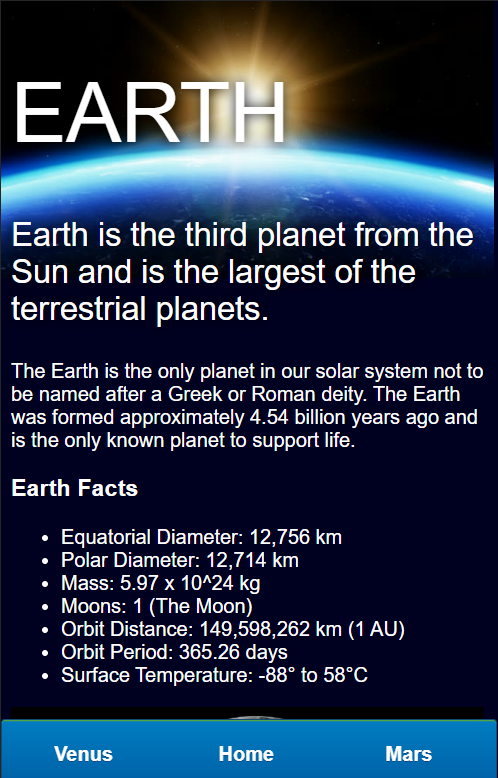 EARTH
Earth is the third planet from the
Sun and is the largest of the
terrestrial planets.
The Earth is the only planet in our solar system not to
be named after a Greek or Roman deity. The Earth
was formed approximately 4.54 billion years ago and
is the only known planet to support life.
Earth Facts
• Equatorial Diameter: 12,756 km
• Polar Diameter: 12,714 km
• Mass: 5.97 x 10^24 kg
• Moons: 1 (The Moon)
• Orbit Distance: 149,598,262 km (1 AU)
• Orbit Period: 365.26 days
• Surface Temperature: -88° to 58°C
Venus Home Mars